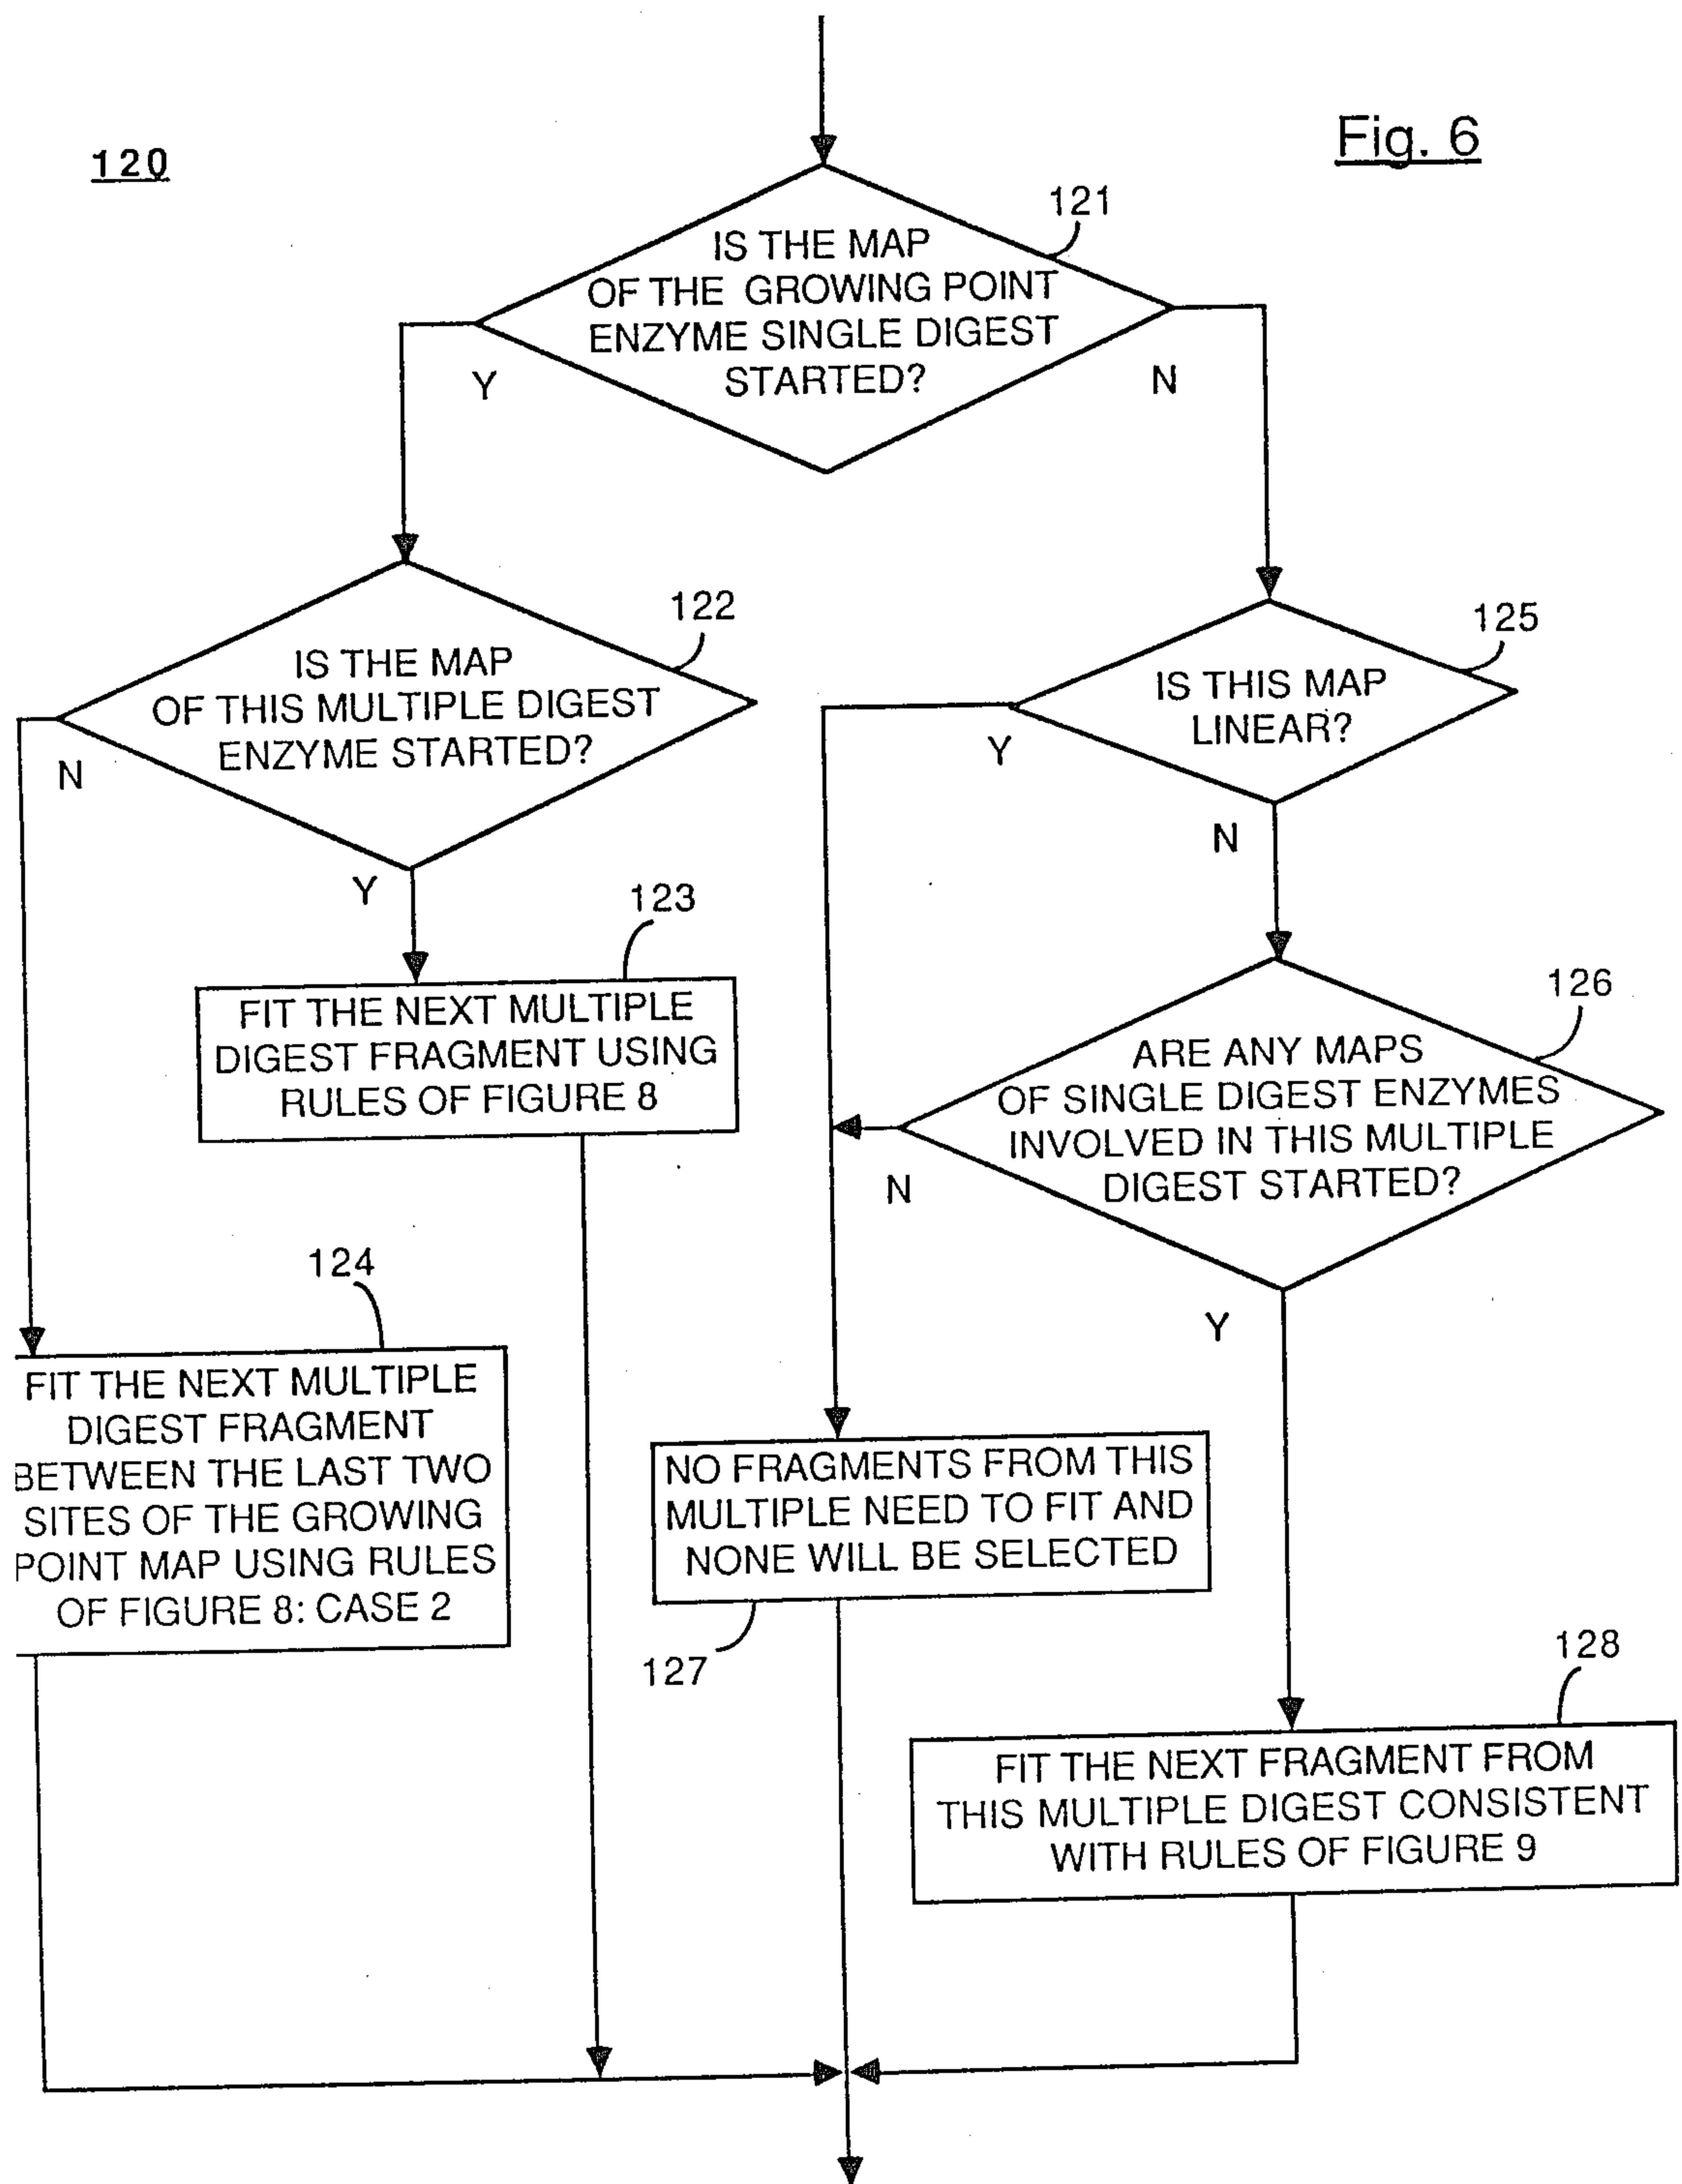 120
Fig. 6
121
IS THE MAP
OF THE GROWING POINT
ENZYME SINGLE DIGEST
STARTED?
Y
N
122
IS THE MAP
OF THIS MULTIPLE DIGEST
ENZYME STARTED?
N
Y
125
IS THIS MAP
LINEAR?
Y
N
123
FIT THE NEXT MULTIPLE
DIGEST FRAGMENT USING
RULES OF FIGURE 8
126
ARE ANY MAPS
OF SINGLE DIGEST ENZYMES
INVOLVED IN THIS MULTIPLE
DIGEST STARTED?
N
Y
124
FIT THE NEXT MULTIPLE
DIGEST FRAGMENT
BETWEEN THE LAST TWO
SITES OF THE GROWING
POINT MAP USING RULES
OF FIGURE 8: CASE 2
NO FRAGMENTS FROM THIS
MULTIPLE NEED TO FIT AND
NONE WILL BE SELECTED
127
128
FIT THE NEXT FRAGMENT FROM
THIS MULTIPLE DIGEST CONSISTENT
WITH RULES OF FIGURE 9